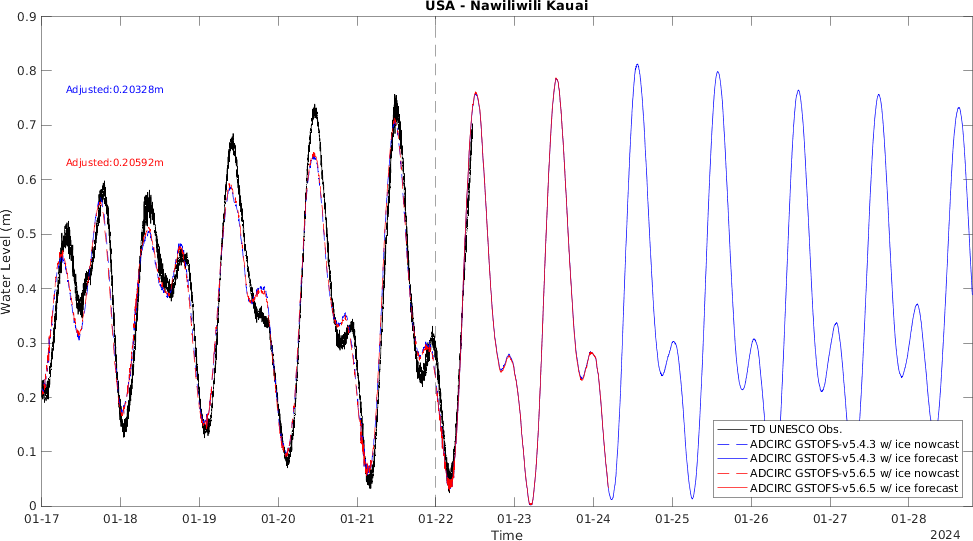 USA - Nawiliwili Kauai
0.9
0.8
0.7
0.6
0.5
0.4
0.3
0.2
0.1
0
Water Level (m)
Adjusted:0.20328m
Adjusted:0.20592m
TD UNESCO Obs.
ADCIRC GSTOFS-v5.4.3 w/ ice nowcast
ADCIRC GSTOFS-v5.4.3 w/ ice forecast
ADCIRC GSTOFS-v5.6.5 w/ ice nowcast
ADCIRC GSTOFS-v5.6.5 w/ ice forecast
01-17 01-18 01-19 01-20 01-21 01-22 01-23 01-24 01-25 01-26 01-27 01-28
Time
2024